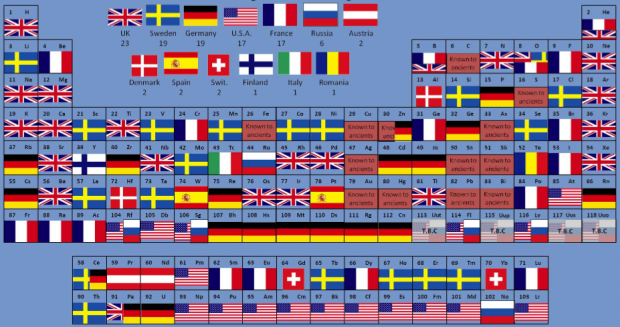 1 H 2 He
UK Sweden Germany U.S.A. France Russia Austria
23 19 19 17 17 6 2
3 Li 4 Be 5 B 6 C 7 N 8 O 9 F 10 Ne
Known to
ancients
Denmark Spain Swit. Finland Italy Romania
2 2 2 1 1 1
11 Na 12 Mg 13 Al 14 Si 15 P 16 S 17 Cl 18 Ar
Known to
ancients
19 K 20 Ca 21 Sc 22 Ti 23 V 24 Cr 25 Mn 26 Fe 27 Co 28 Ni 29 Cu 30 Zn 31 Ga 32 Ge 33 As 34 Se 35 Br 36 Kr
Known to Known to Known to
ancients ancients ancients
37 Rb 38 Sr 39 Y 40 Zr 41 Nb 42 Mo 43 Tc 44 Ru 45 Rh 46 Pd 47 Ag 48 Cd 49 In 50 Sn 51 Sb 52 Te 53 I 54 Xe
Known to Known to Known to
ancients ancients ancients
55 Cs 56 Ba 57 La 72 Hf 73 Ta 74 W 75 Re 76 Os 77 Ir 78 Pt 79 Au 80 Hg 81 Tl 82 Pb 83 Bi 84 Po 85 At 86 Rn
Known to Known to Known to Known to
ancients ancients ancients ancients
87 Fr 88 Ra 89 Ac 104 Rf 105 Db 106 Sg 107 Bh 108 Hs 109 Mt 110 Ds 111 Rg 112 Cn 113 Uut 114 Fl 115 Uup 116 Lv 117 Uus 118 Uuo
T.B.C T.B.C T.B.C T.B.C
58 Ce 59 Pr 60 Nd 61 Pm 62 Sm 63 Eu 64 Gd 65 Tb 66 Dy 67 Ho 68 Er 69 Tm 70 Yb 71 Lu
90 Th 91 Pa 92 U 93 Np 94 Pu 95 Am 96 Cm 97 Bk 98 Cf 99 Es 100 Fm 101 Md 102 No 103 Lr